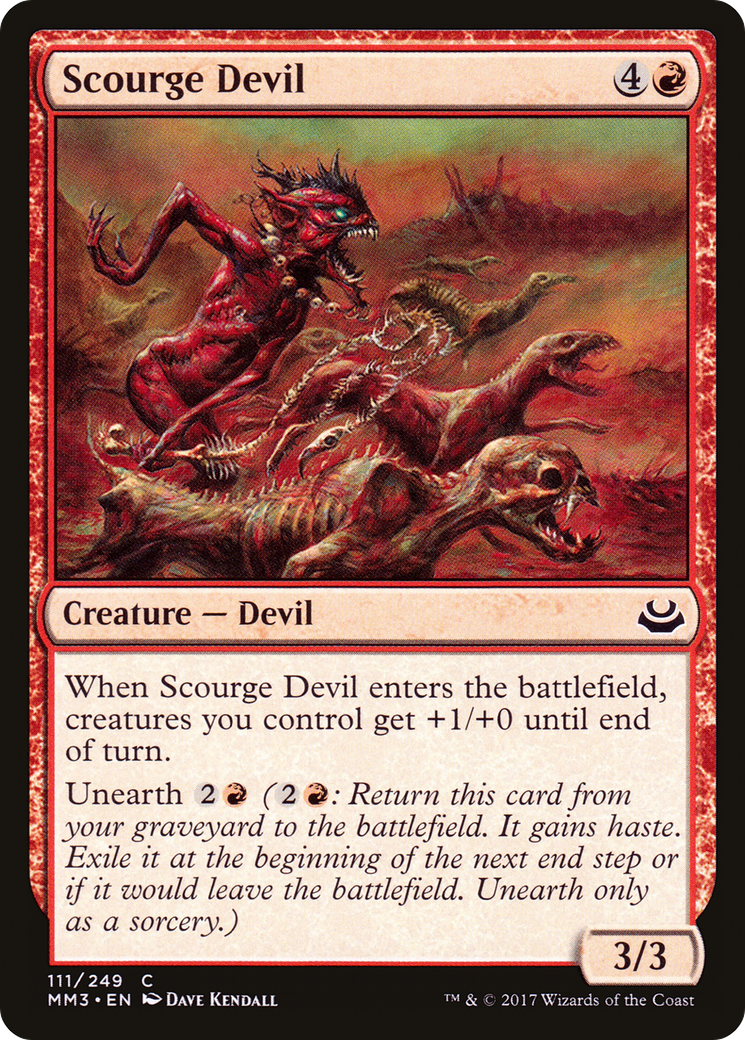 Scourge Devil 4
Creature — Devil
When Scourge Devil enters the battlefield,
creatures you control get +1/+0 until end
of turn.
Unearth 2 (2 : Return this card from
your graveyard to the battlefield. It gains haste.
Exile it at the beginning of the next end step or
if it would leave the battlefield. Unearth only
as a sorcery.)
3/3
111/249 C
MM3 • EN Dave Kendall
™ & © 2017 Wizards of the Coast